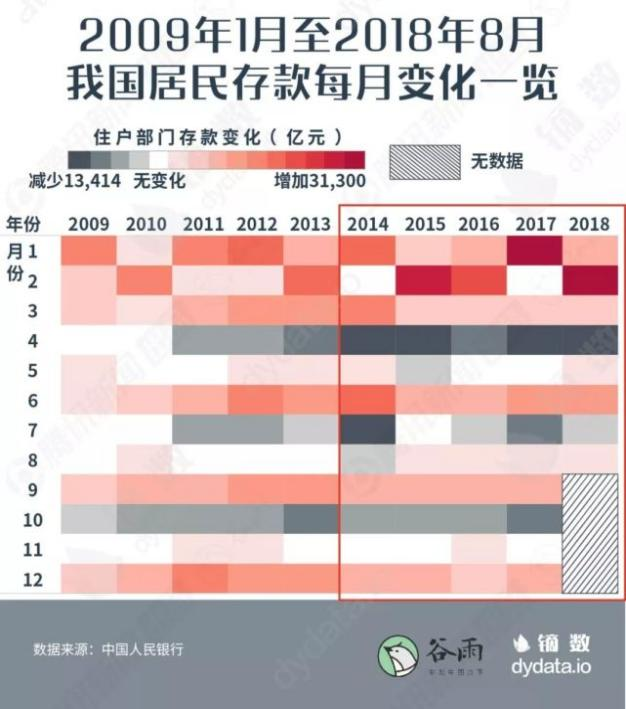 2009年1月至2018年8月
我国居民存款每月变化一览
住户部门存款变化（亿元）
减少13,414 无变化 增加31,300 无数据
年份 2009 2010 2011 2012 2013 2014 2015 2016 2017 2018
月份
1
2
3
4
5
6
7
8
9
10
11
12
数据来源：中国人民银行
谷雨
镝数
dydata.io